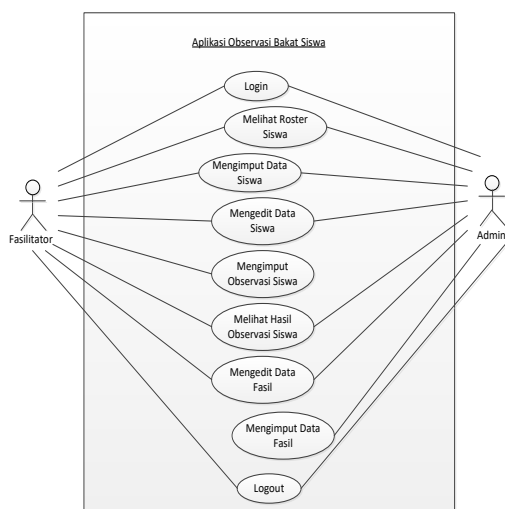 Aplikasi Observasi Bakat Siswa
Login
Melihat Roster
Siswa
Mengimput Data
Siswa
Mengedit Data
Siswa
Mengimput
Observasi Siswa
Melihat Hasil
Observasi Siswa
Mengedit Data
Fasil
Mengimput Data
Fasil
Logout
Fasilitator
Admin